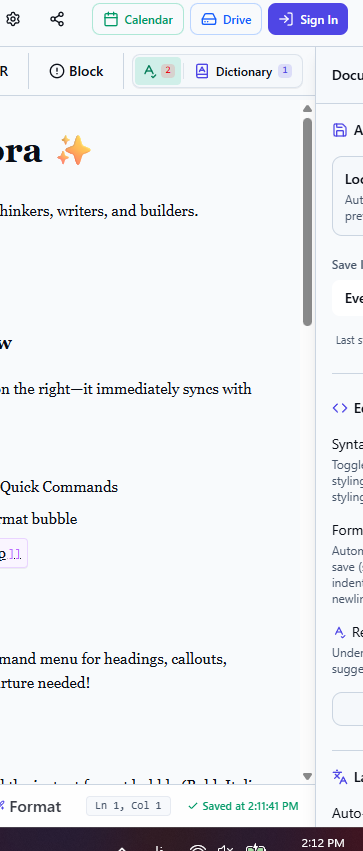 Calendar
Drive
Sign In
R
Block
2
Dictionary 1
Docu
ora ✨
hinkers, writers, and builders.
w
on the right—it immediately syncs with
Quick Commands
rmat bubble
p ]]
mand menu for headings, callouts,
rture needed!
Format
Ln 1, Col 1
Saved at 2:11:41 PM
A
Loc
Aut
pre
Save I
Eve
Last s
E
Synta
Toggle
styling
styling
Form
Autom
save (
indent
newlin
Re
Under
sugge
La
Auto-
2:12 PM